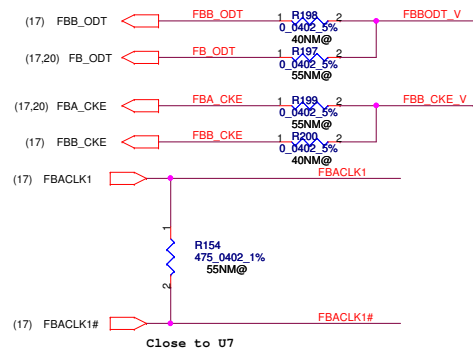 FBB_ODT 1 R198 2 FBBODT_V
(17) FBB_ODT
0_0402_5%
40NM@
FB_ODT 1 R197 2
(17,20) FB_ODT
0_0402_5%
55NM@
FBA_CKE 1 R199 2 FBB_CKE_V
(17,20) FBA_CKE
0_0402_5%
55NM@
FBB_CKE 1 R200 2
(17) FBB_CKE
0_0402_5%
40NM@
(17) FBACLK1 FBACLK1
1
R154
475_0402_1%
55NM@
2
(17) FBACLK1# FBACLK1#
Close to U7